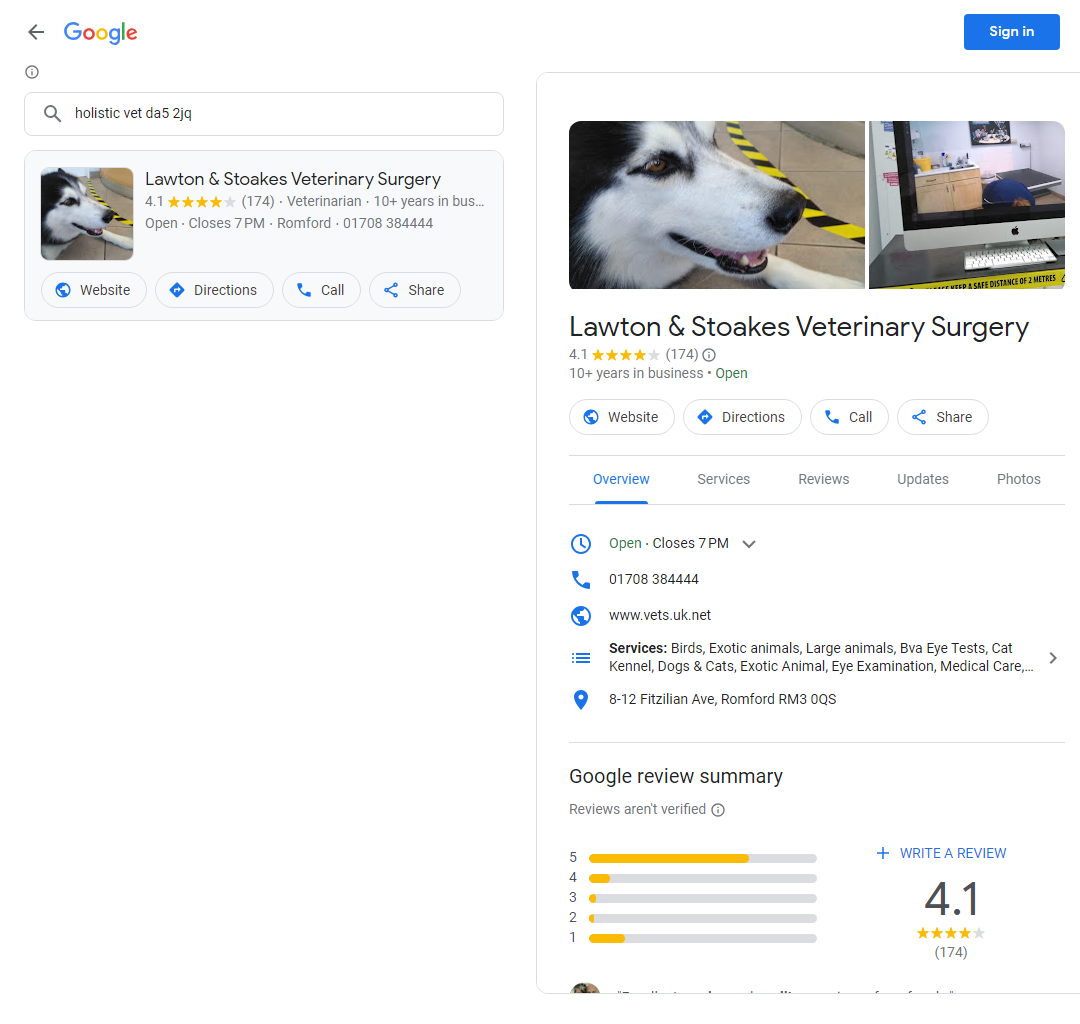 Google
Sign in
holistic vet da5 2jq
Lawton & Stoakes Veterinary Surgery
4.1 (174) · Veterinarian · 10+ years in bus...
Open · Closes 7 PM · Romford · 01708 384444
Website
Directions
Call
Share
KEEP A SAFE DISTANCE OF 2 METRES
Lawton & Stoakes Veterinary Surgery
4.1 (174)
10+ years in business • Open
Website
Directions
Call
Share
Overview
Services
Reviews
Updates
Photos
Open · Closes 7 PM
01708 384444
www.vets.uk.net
Services: Birds, Exotic animals, Large animals, Bva Eye Tests, Cat
Kennel, Dogs & Cats, Exotic Animal, Eye Examination, Medical Care,...
8-12 Fitzilian Ave, Romford RM3 0QS
Google review summary
Reviews aren't verified
5
4
3
2
1
WRITE A REVIEW
4.1
(174)